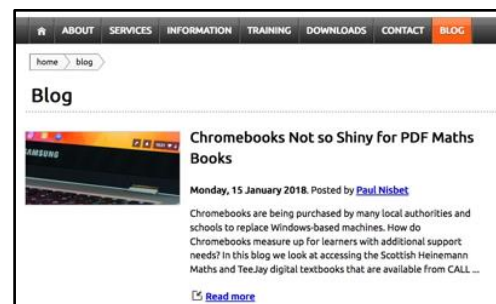 ABOUT SERVICES INFORMATION TRAINING DOWNLOADS CONTACT BLOG
home blog
Blog
SAMSUNG
Chromebooks Not so Shiny for PDF Maths
Books
Monday, 15 January 2018. Posted by Paul Nisbet
Chromebooks are being purchased by many local authorities and
schools to replace Windows-based machines. How do
Chromebooks measure up for learners with additional support
needs? In this blog we look at accessing the Scottish Heinemann
Maths and TeeJay digital textbooks that are available from CALL ...
Read more